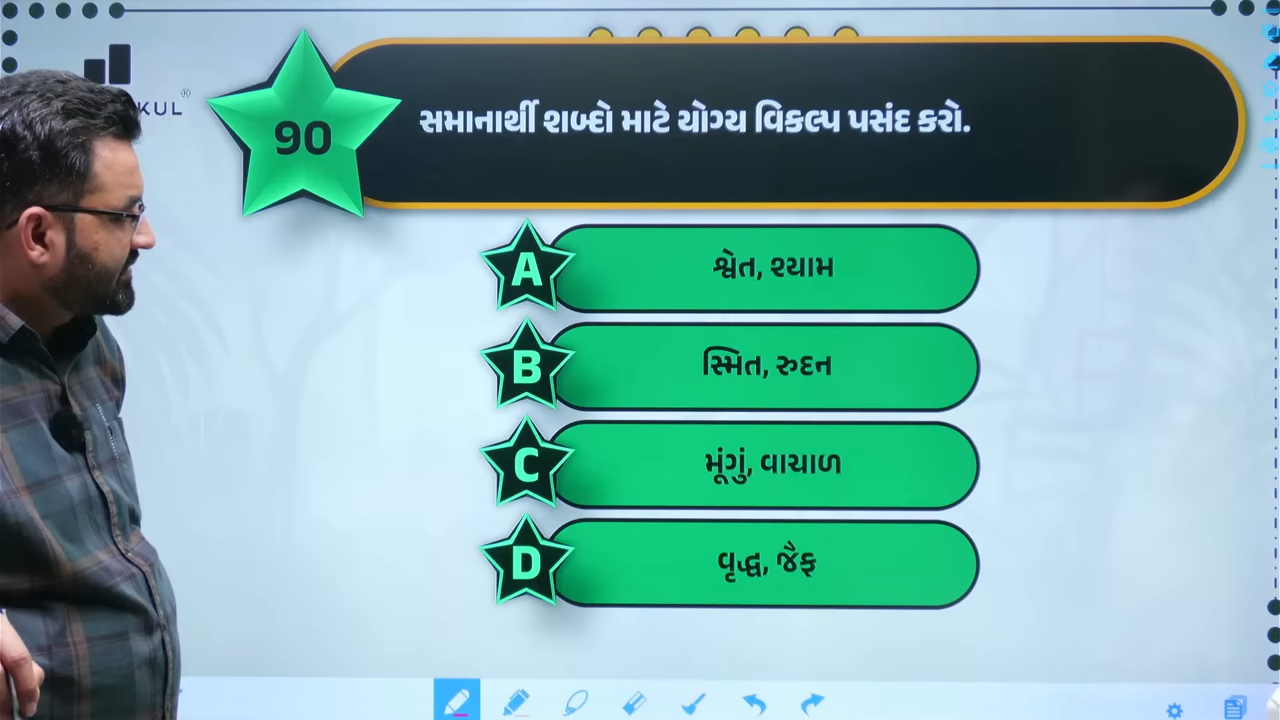 KUL®
90
સમાનાર્થી શબ્દો માટે યોગ્ય વિકલ્પ પસંદ કરો.
A શ્વેત, શ્યામ
B સ્મિત, રુદન
C મૂંગું, વાચાળ
D વૃદ્ધ, જૈફ